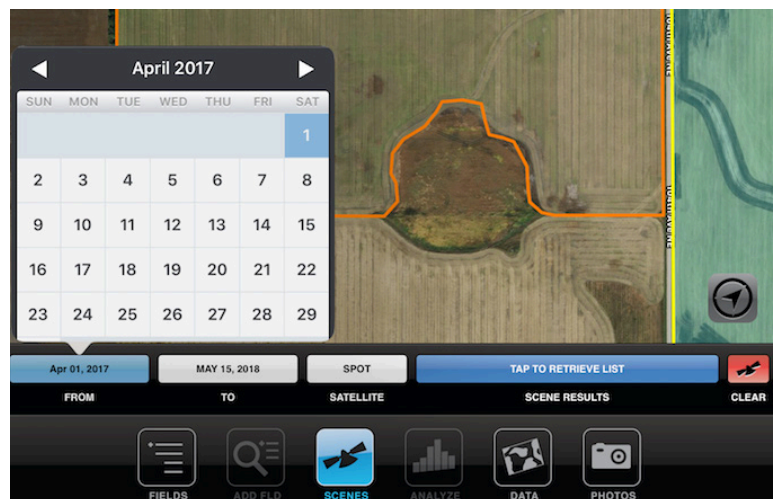 April 2017
SUN MON TUE WED THU FRI SAT
1
2 3 4 5 6 7 8
9 10 11 12 13 14 15
16 17 18 19 20 21 22
23 24 25 26 27 28 29
Apr 01, 2017 MAY 15, 2018 SPOT TAP TO RETRIEVE LIST
FROM TO SATELLITE SCENE RESULTS CLEAR
FIELDS ADD FLD SCENES ANALYZE DATA PHOTOS